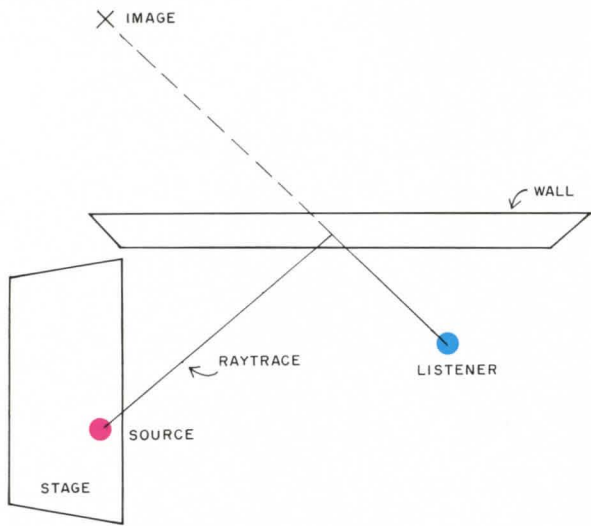 IMAGE
WALL
RAYTRACE
LISTENER
SOURCE
STAGE